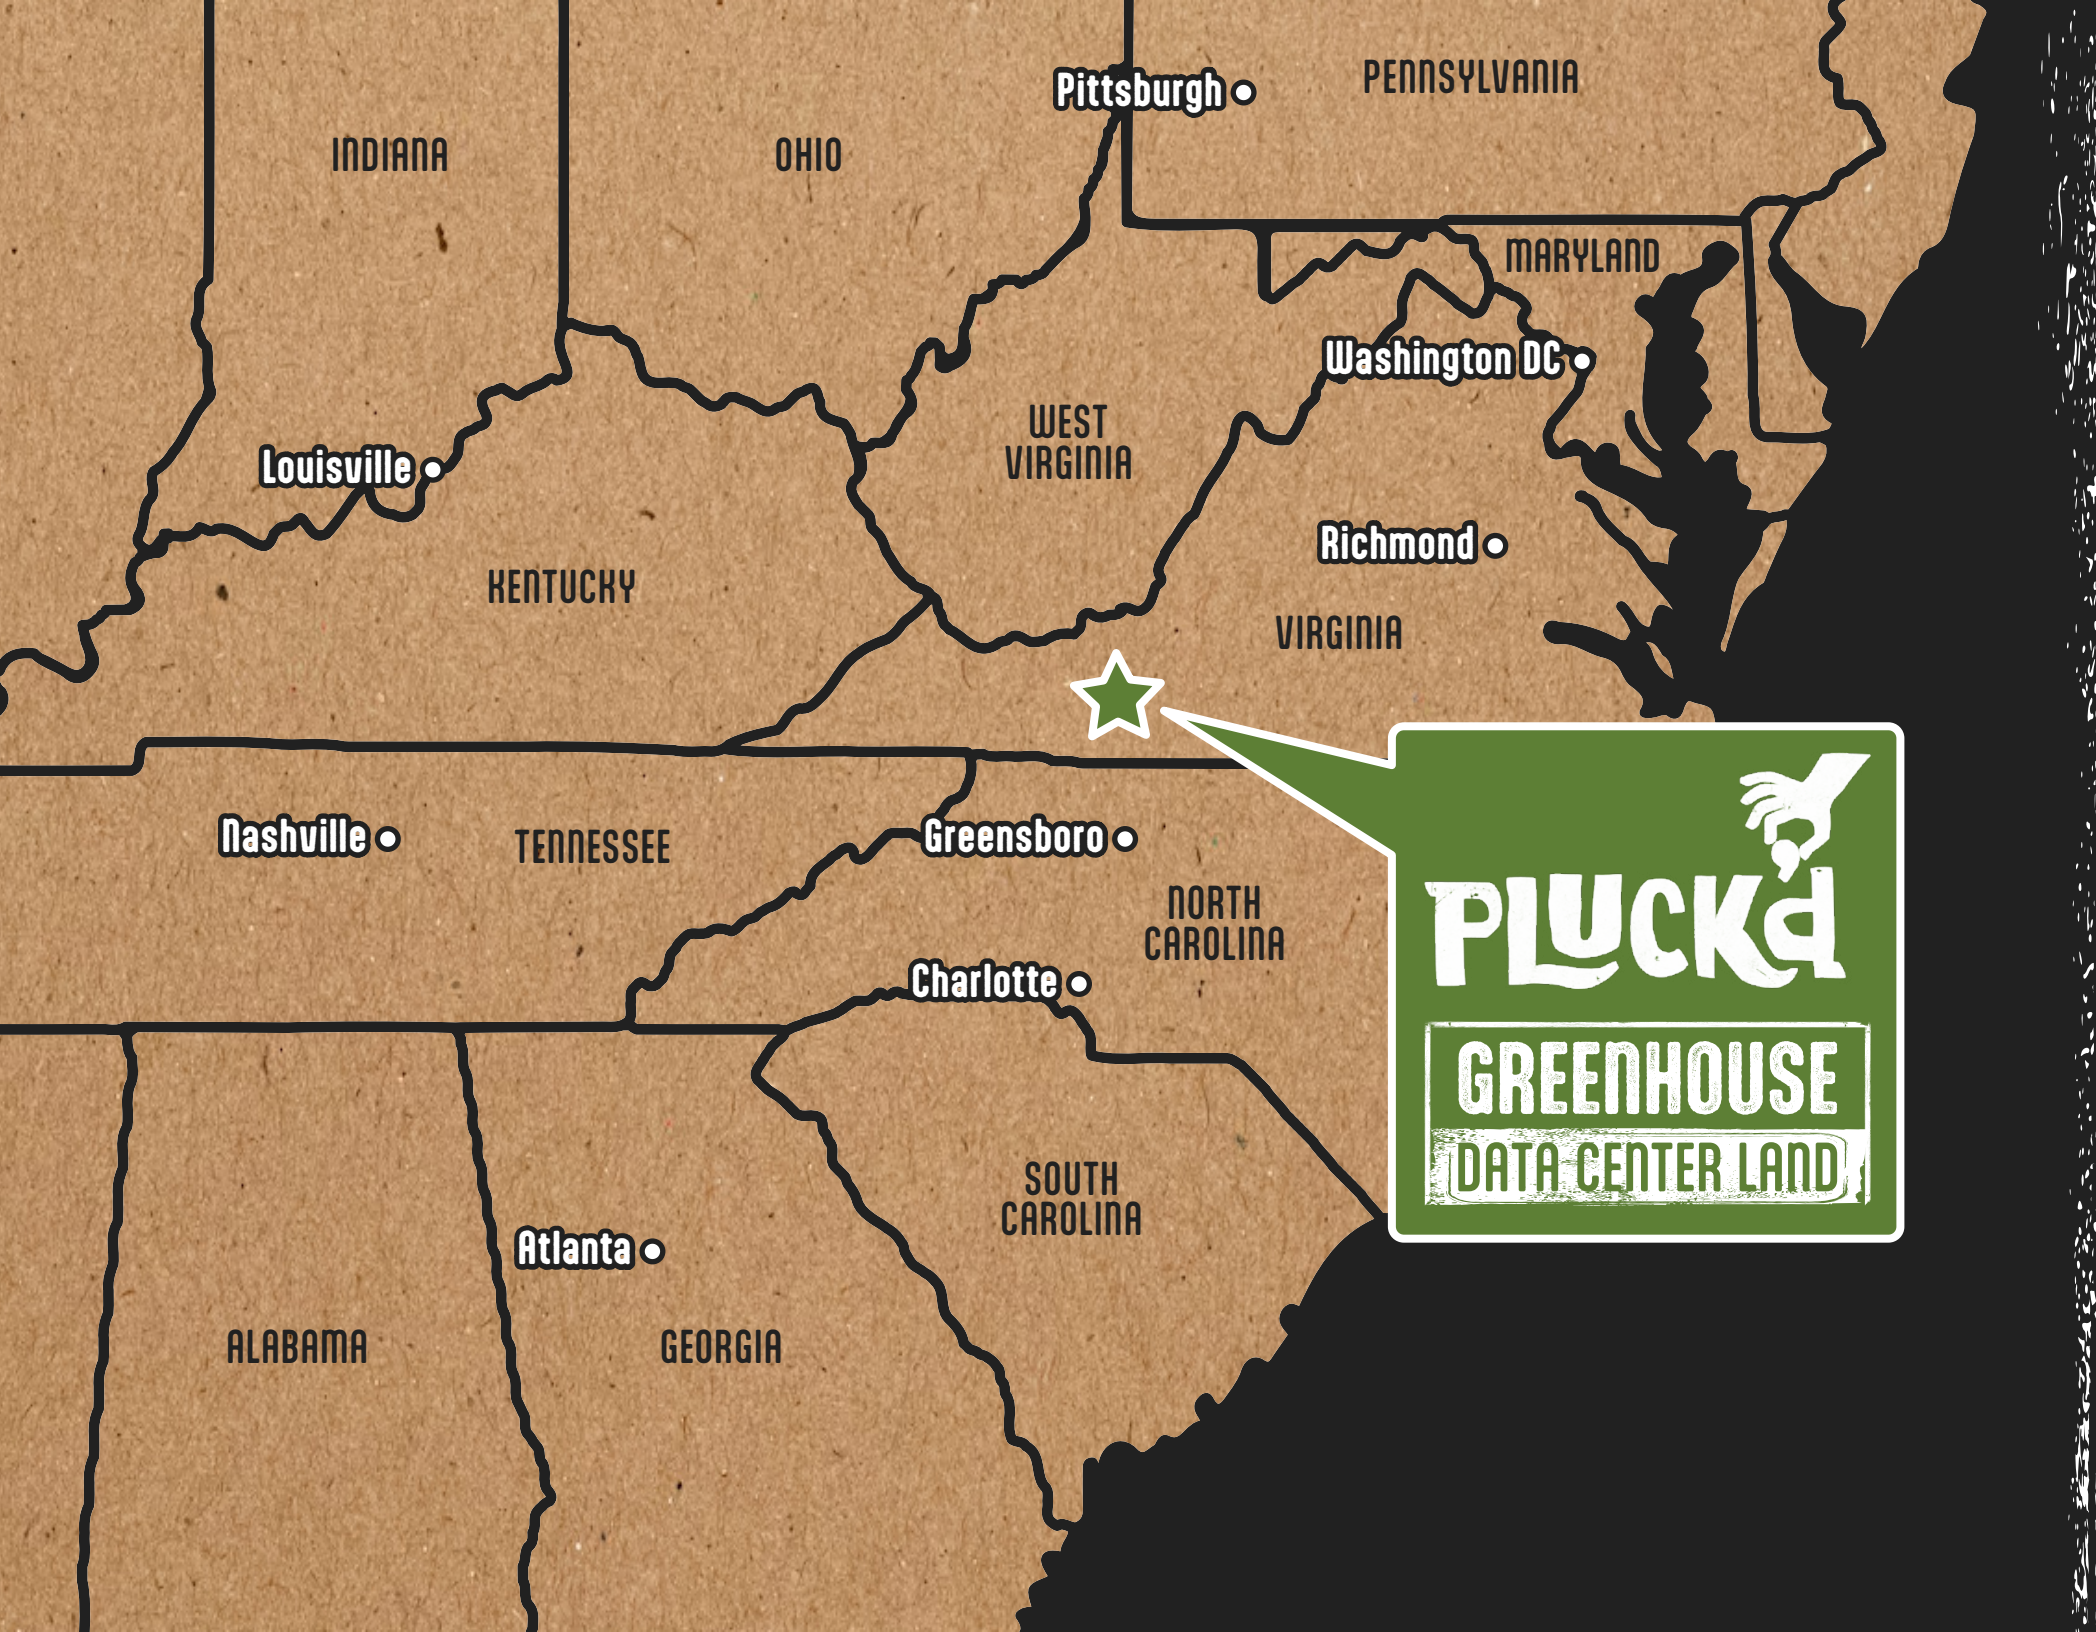 Pittsburgh
PENNSYLVANIA
INDIANA
OHIO
MARYLAND
Washington DC
WEST
VIRGINIA
Louisville
Richmond
KENTUCKY
VIRGINIA
Nashville
TENNESSEE
Greensboro
NORTH
CAROLINA
Charlotte
PLUCK'd
GREENHOUSE
DATA CENTER LAND
SOUTH
CAROLINA
Atlanta
ALABAMA
GEORGIA